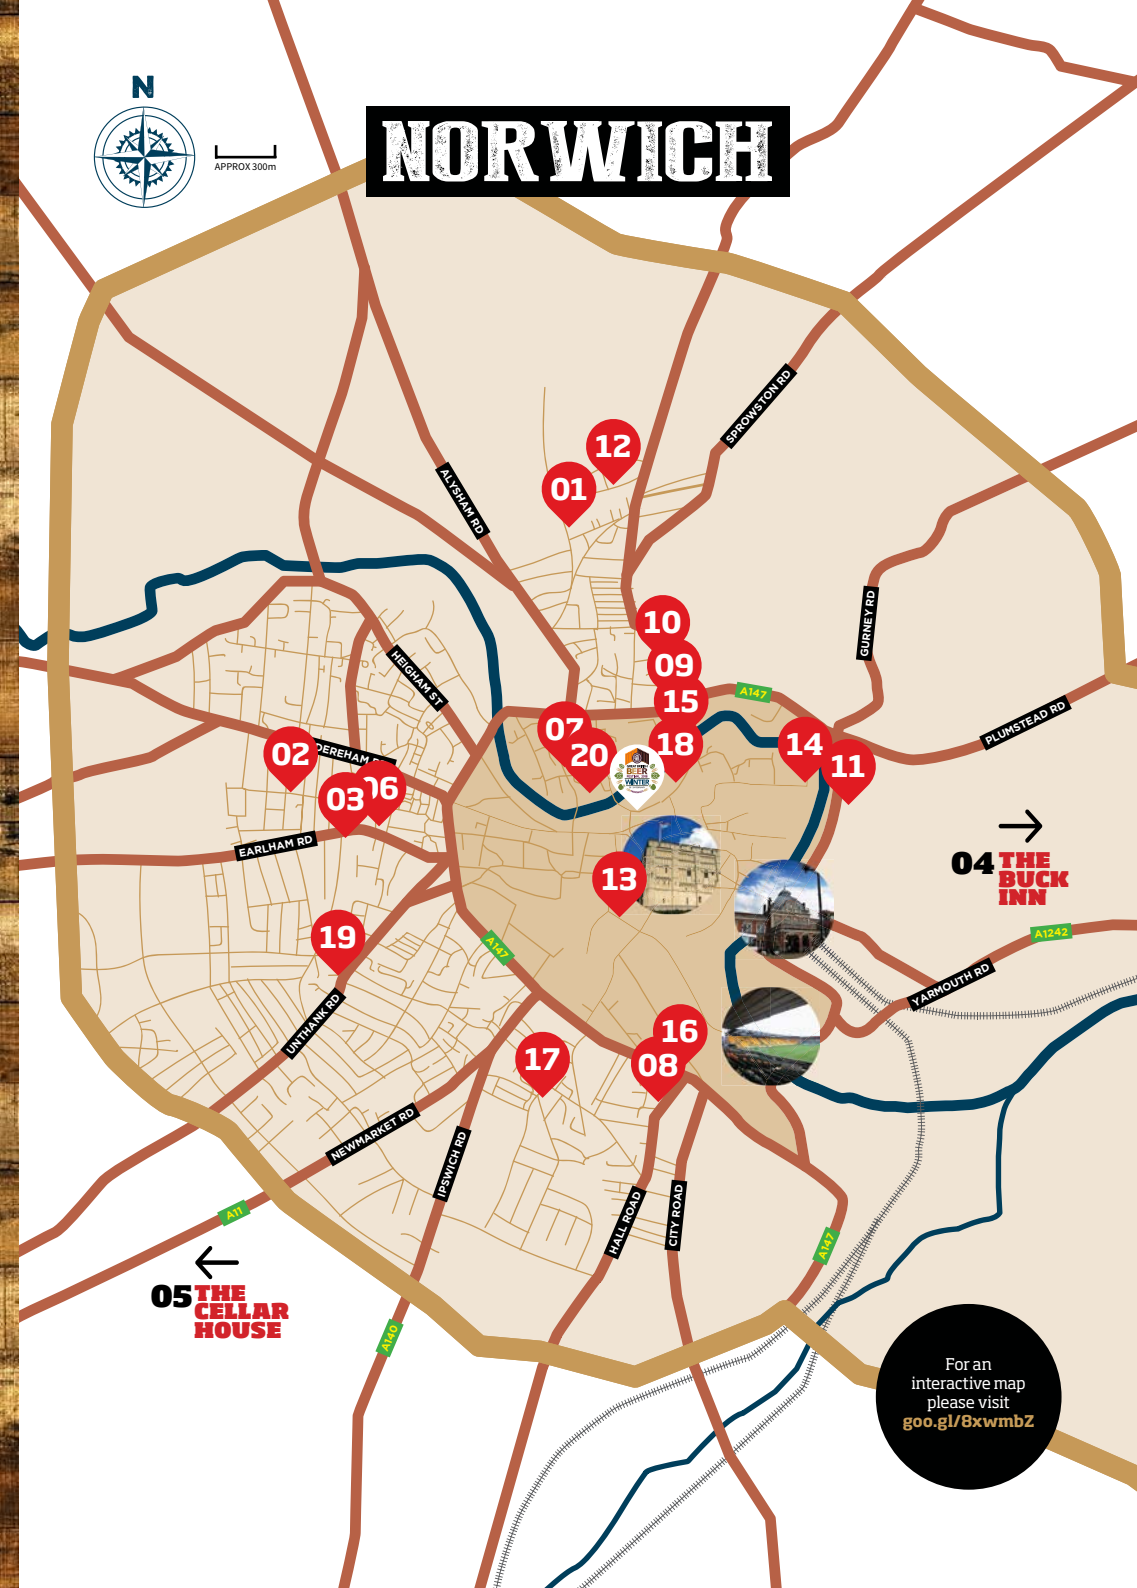 N
APPROX 300m
NORWICH
SPROWSTON RD
12
01
ALYSHAM RD
GURNEY RD
10
09
15
A147
HEIGHAM ST
PLUMSTEAD RD
07
20
18
14
11
BEER
WINTER
02
DEREHAM
03
06
EARLHAM RD
04 THE
BUCK
INN
13
19
A147
A1242
YARMOUTH RD
UNTHANK RD
16
08
17
NEWMARKET RD
IPSWICH RD
HALL ROAD
CITY ROAD
A11
A147
05 THE
CELLAR
HOUSE
A140
For an
interactive map
please visit
goo.gl/8xwmbZ